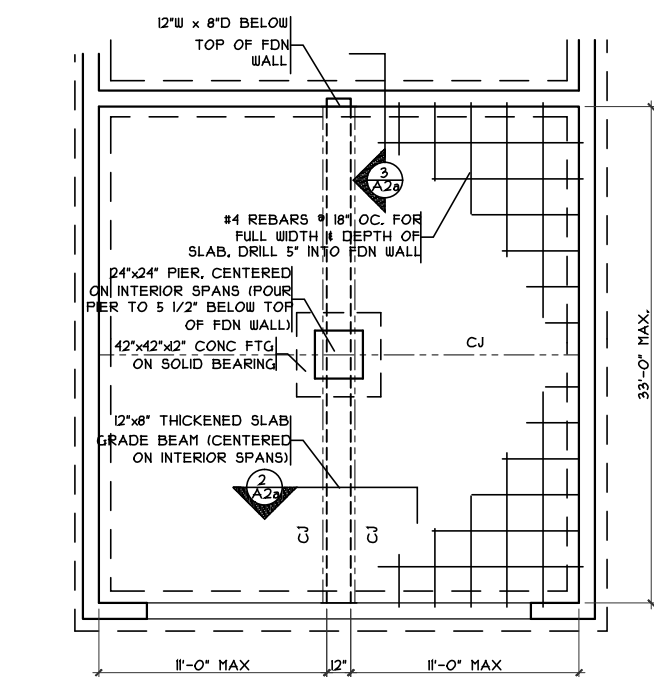 12"W x 8"D BELOW
TOP OF FDN
WALL
3
A2a
#4 REBARS @ 18" OC. FOR
FULL WIDTH & DEPTH OF
SLAB. DRILL 5" INTO FDN WALL
24"x24" PIER, CENTERED
ON INTERIOR SPANS (POUR
PIER TO 5 1/2" BELOW TOP
OF FDN WALL)
42"x42"x12" CONC FTG
ON SOLID BEARING
CJ
33'-0" MAX.
12"x8" THICKENED SLAB
GRADE BEAM (CENTERED
ON INTERIOR SPANS)
2
A2a
CJ
CJ
11'-0" MAX
12"
11'-0" MAX